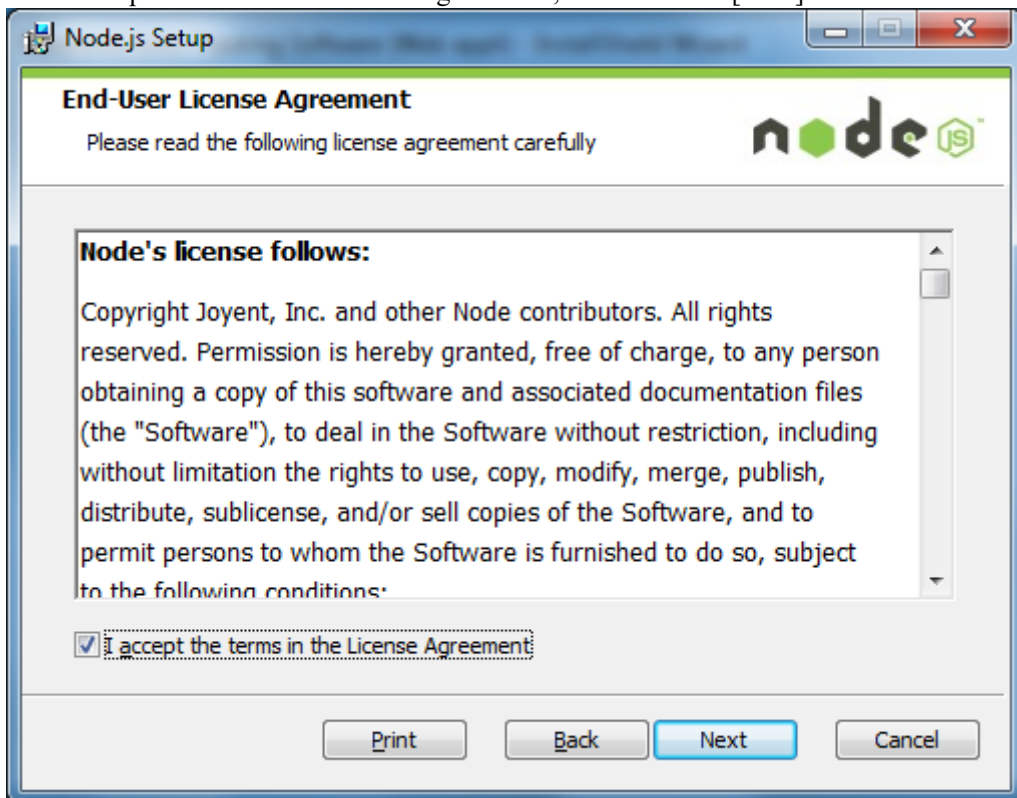 Node.js Setup
End-User License Agreement
Please read the following license agreement carefully
node JS
Node's license follows:
Copyright Joyent, Inc. and other Node contributors. All rights
reserved. Permission is hereby granted, free of charge, to any person
obtaining a copy of this software and associated documentation files
(the "Software"), to deal in the Software without restriction, including
without limitation the rights to use, copy, modify, merge, publish,
distribute, sublicense, and/or sell copies of the Software, and to
permit persons to whom the Software is furnished to do so, subject
to the following conditions:
I accept the terms in the License Agreement
Print Back Next Cancel